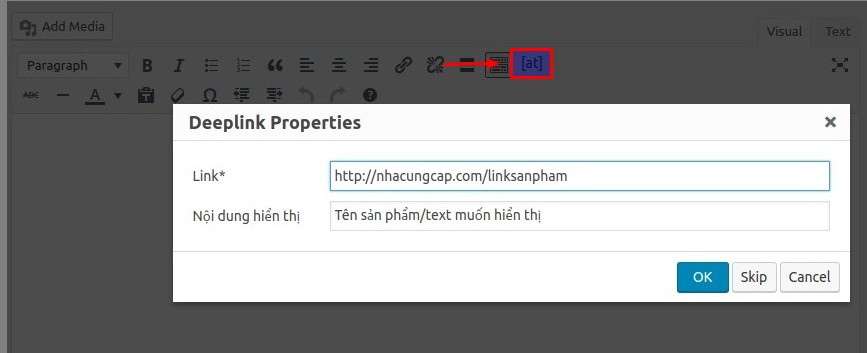 Add Media
Visual Text
Paragraph B I [at]
ABC A Ω
Deeplink Properties ×
Link* http://nhacungcap.com/linksanpham
Nội dung hiển thị Tên sản phẩm/text muốn hiển thị
OK Skip Cancel